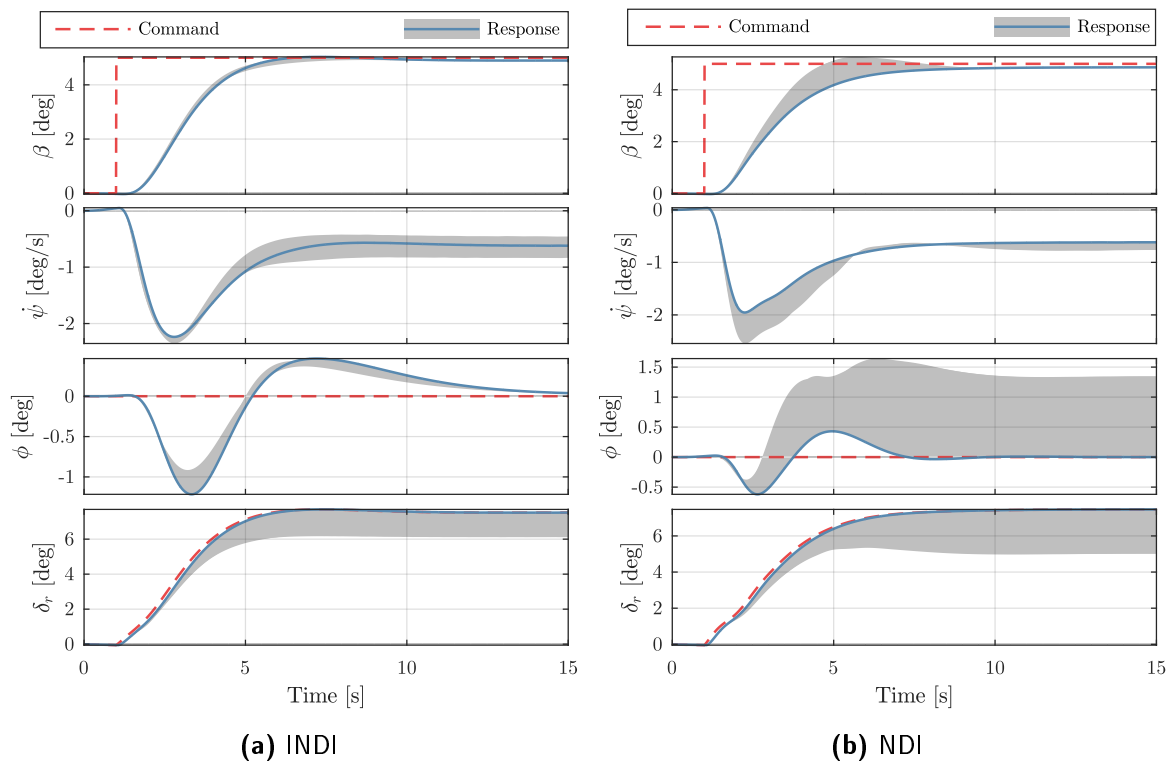 Command Response
β [deg]
4
2
0
ψ̇ [deg/s]
0
-1
-2
ϕ [deg]
0
-0.5
-1
δr [deg]
6
4
2
0
0 5 10 15
Time [s]
(a) INDI
Command Response
β [deg]
4
2
0
ψ̇ [deg/s]
0
-1
-2
ϕ [deg]
1.5
1
0.5
0
-0.5
δr [deg]
6
4
2
0
0 5 10 15
Time [s]
(b) NDI